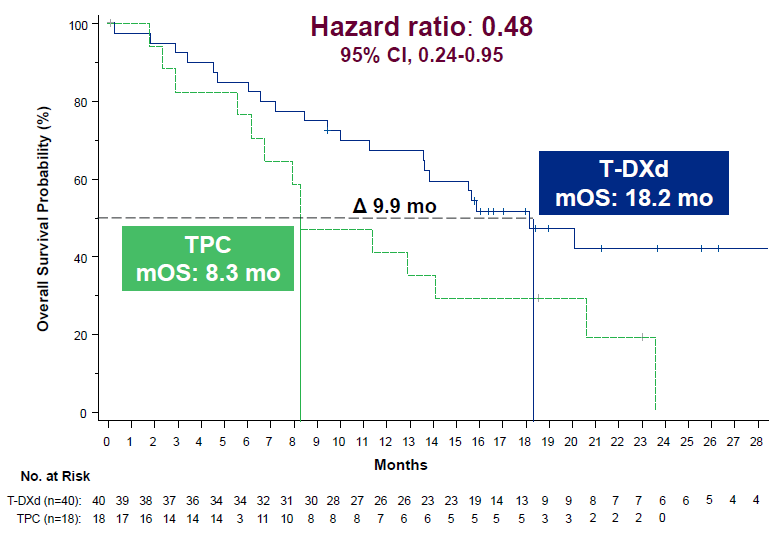 Hazard ratio: 0.48
95% CI, 0.24-0.95
Overall Survival Probability (%)
100
80
60
40
20
0
T-DXd
mOS: 18.2 mo
Δ 9.9 mo
TPC
mOS: 8.3 mo
0 1 2 3 4 5 6 7 8 9 10 11 12 13 14 15 16 17 18 19 20 21 22 23 24 25 26 27 28
Months
No. at Risk
T-DXd (n=40): 40 39 38 37 36 34 34 32 31 30 28 27 26 26 23 23 19 14 13 9 9 8 7 7 6 6 5 4 4
TPC (n=18): 18 17 16 14 14 14 3 11 10 8 8 8 7 6 6 5 5 5 5 3 3 2 2 2 0